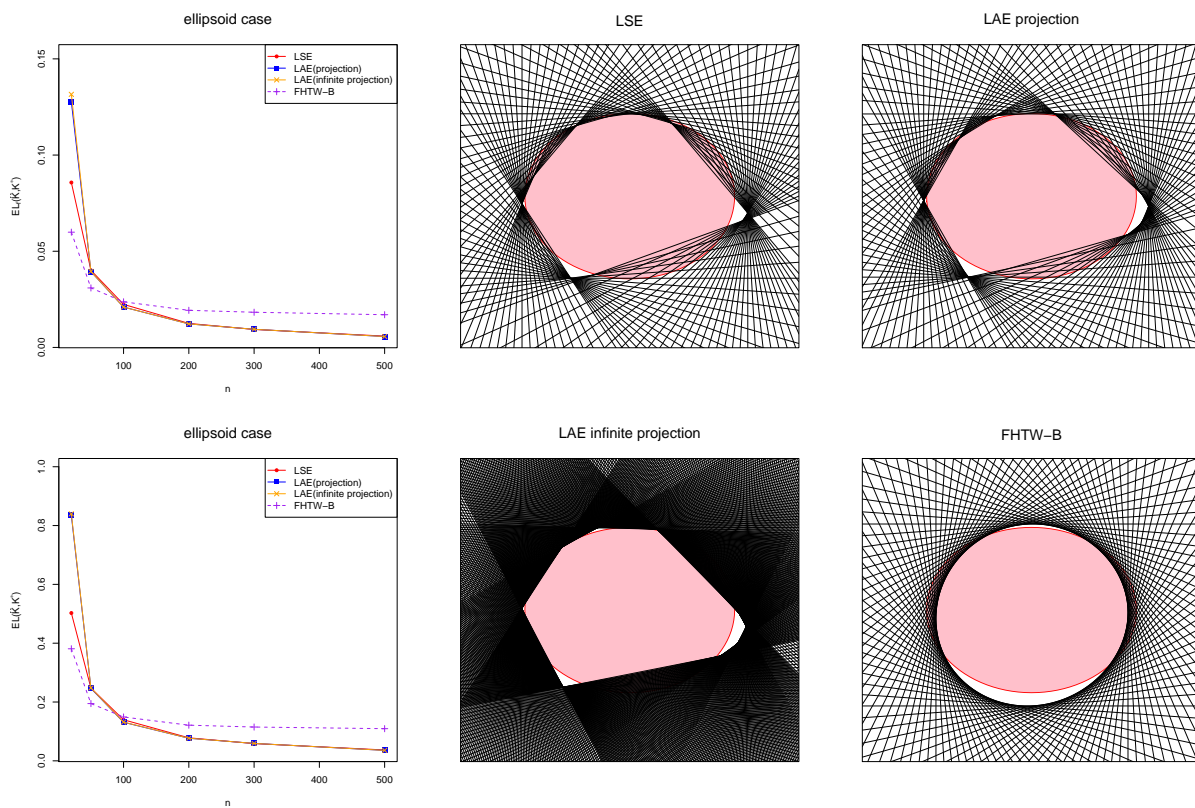 ellipsoid case
LSE
LAE projection
0.15
0.10
0.05
0.00
LSE
LAE(projection)
LAE(infinite projection)
FHTW−B
100
200
300
400
500
n
ellipsoid case
LAE infinite projection
FHTW−B
1.0
0.8
0.6
0.4
0.2
0.0
LSE
LAE(projection)
LAE(infinite projection)
FHTW−B
100
200
300
400
500
n